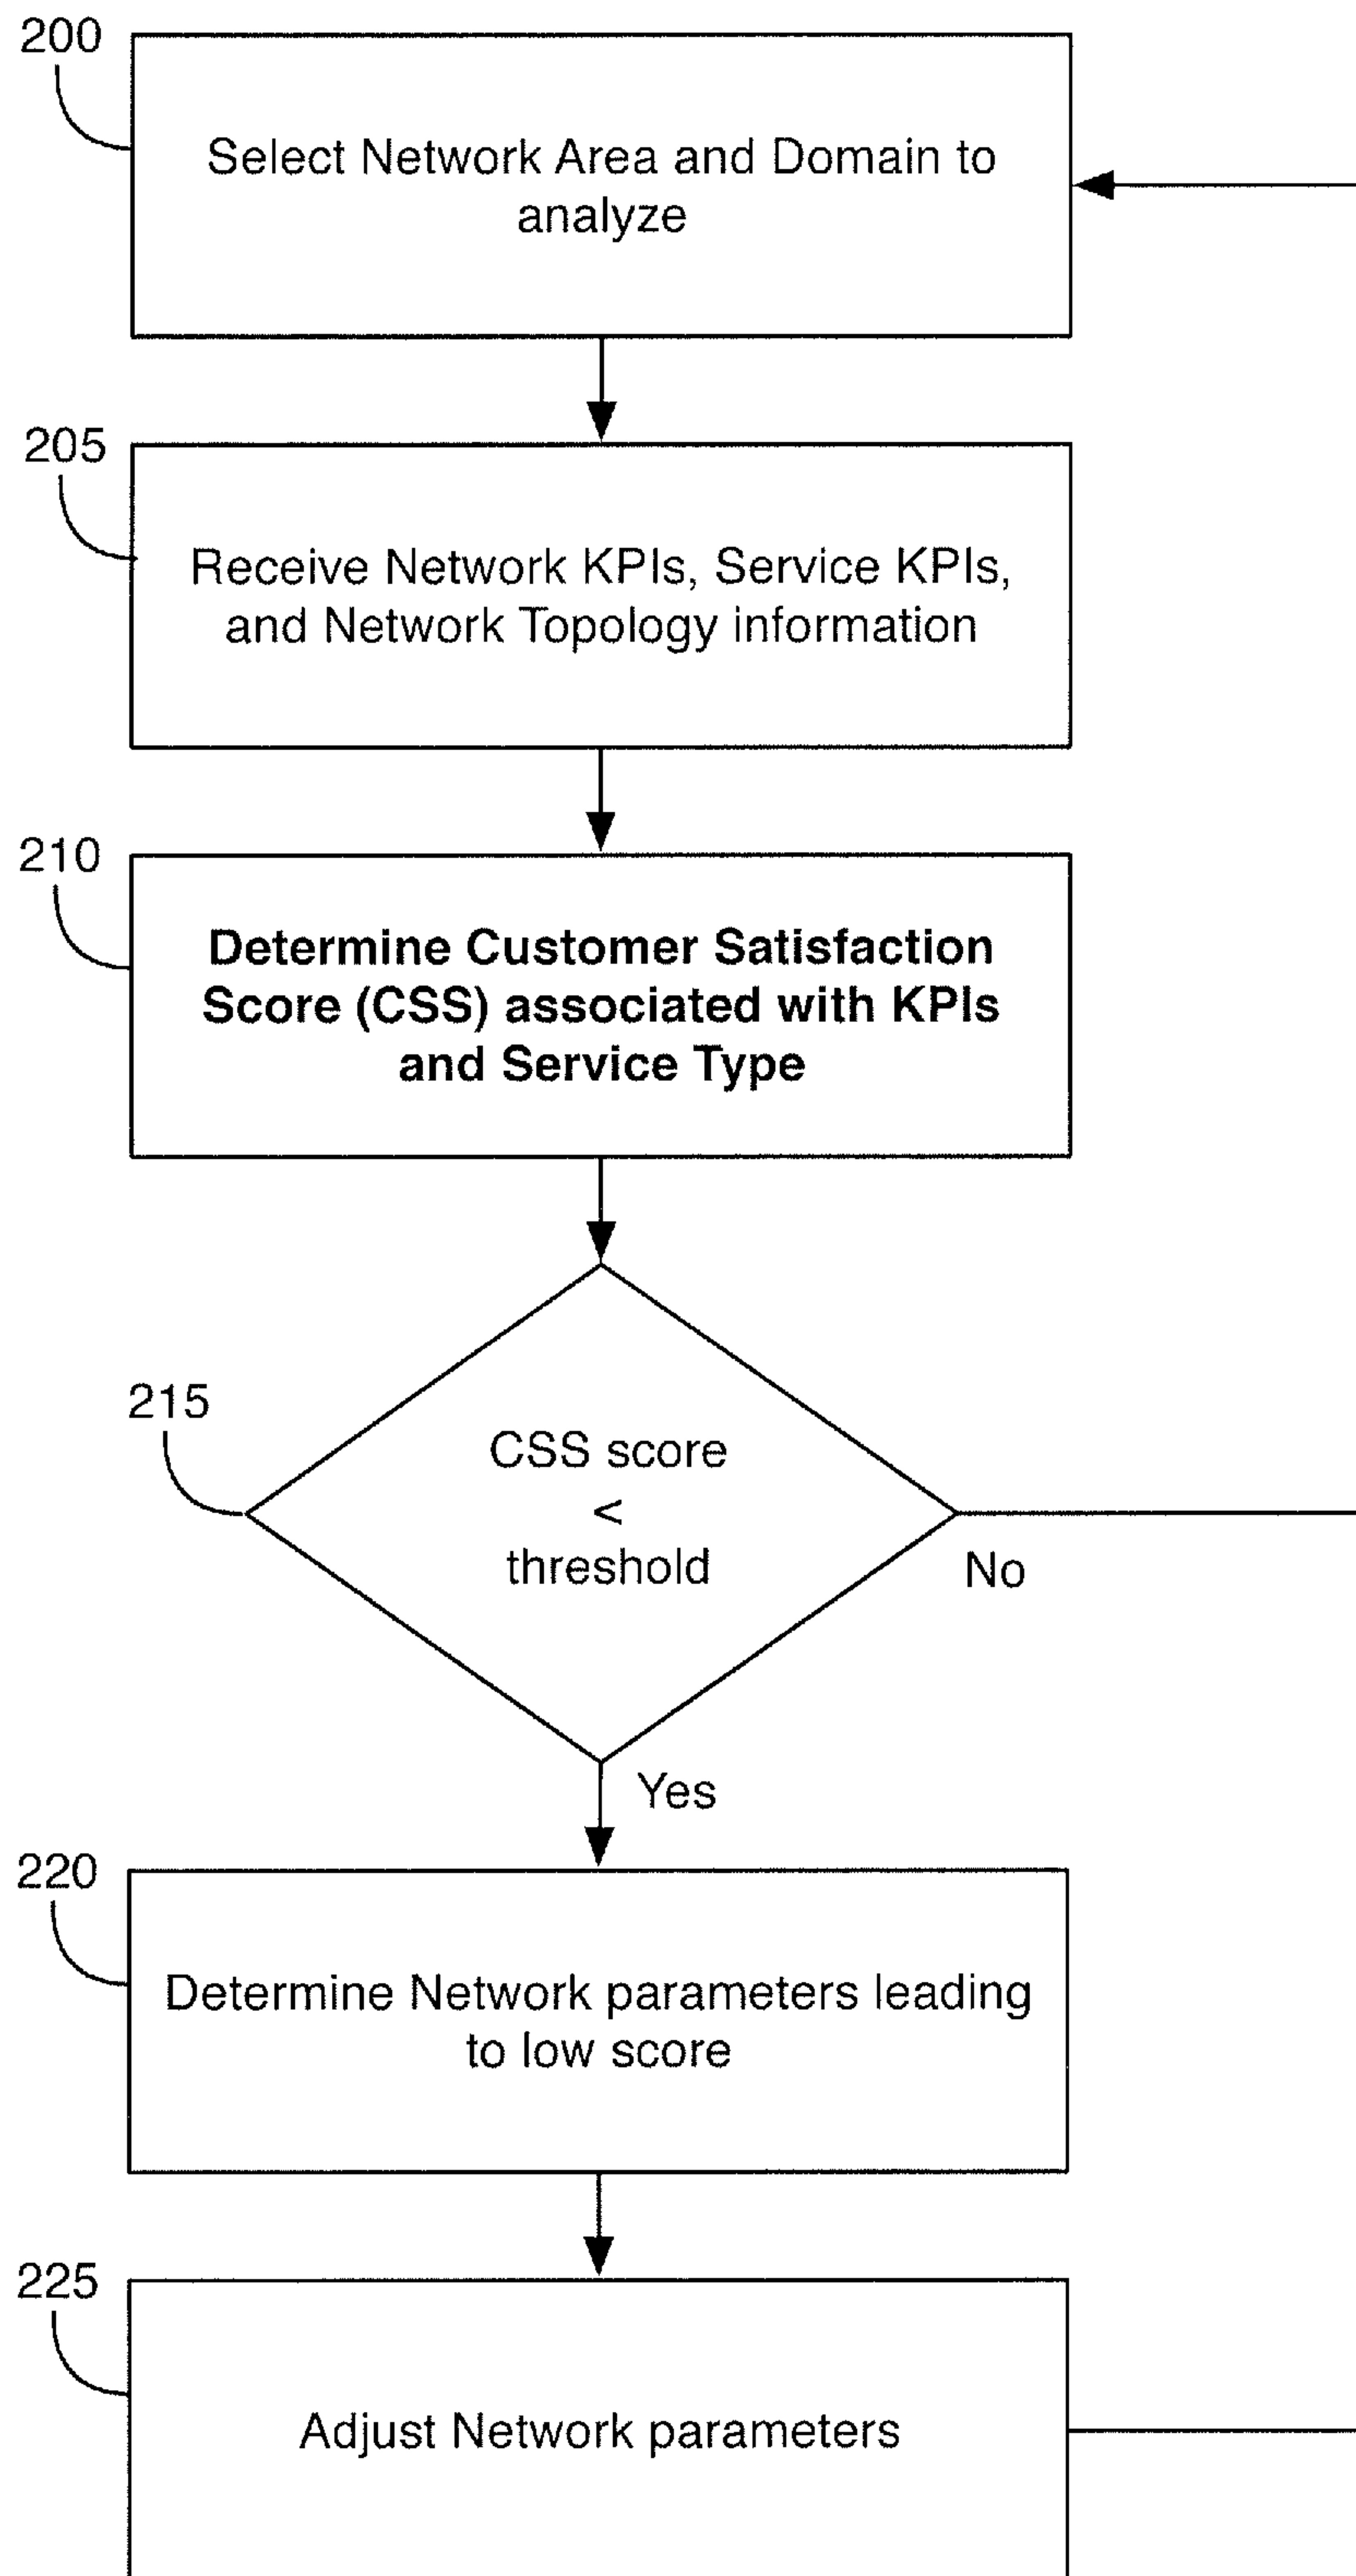 200
Select Network Area and Domain to
analyze
205
Receive Network KPIs, Service KPIs,
and Network Topology information
210
Determine Customer Satisfaction
Score (CSS) associated with KPIs
and Service Type
215
CSS score
<
threshold
No
Yes
220
Determine Network parameters leading
to low score
225
Adjust Network parameters